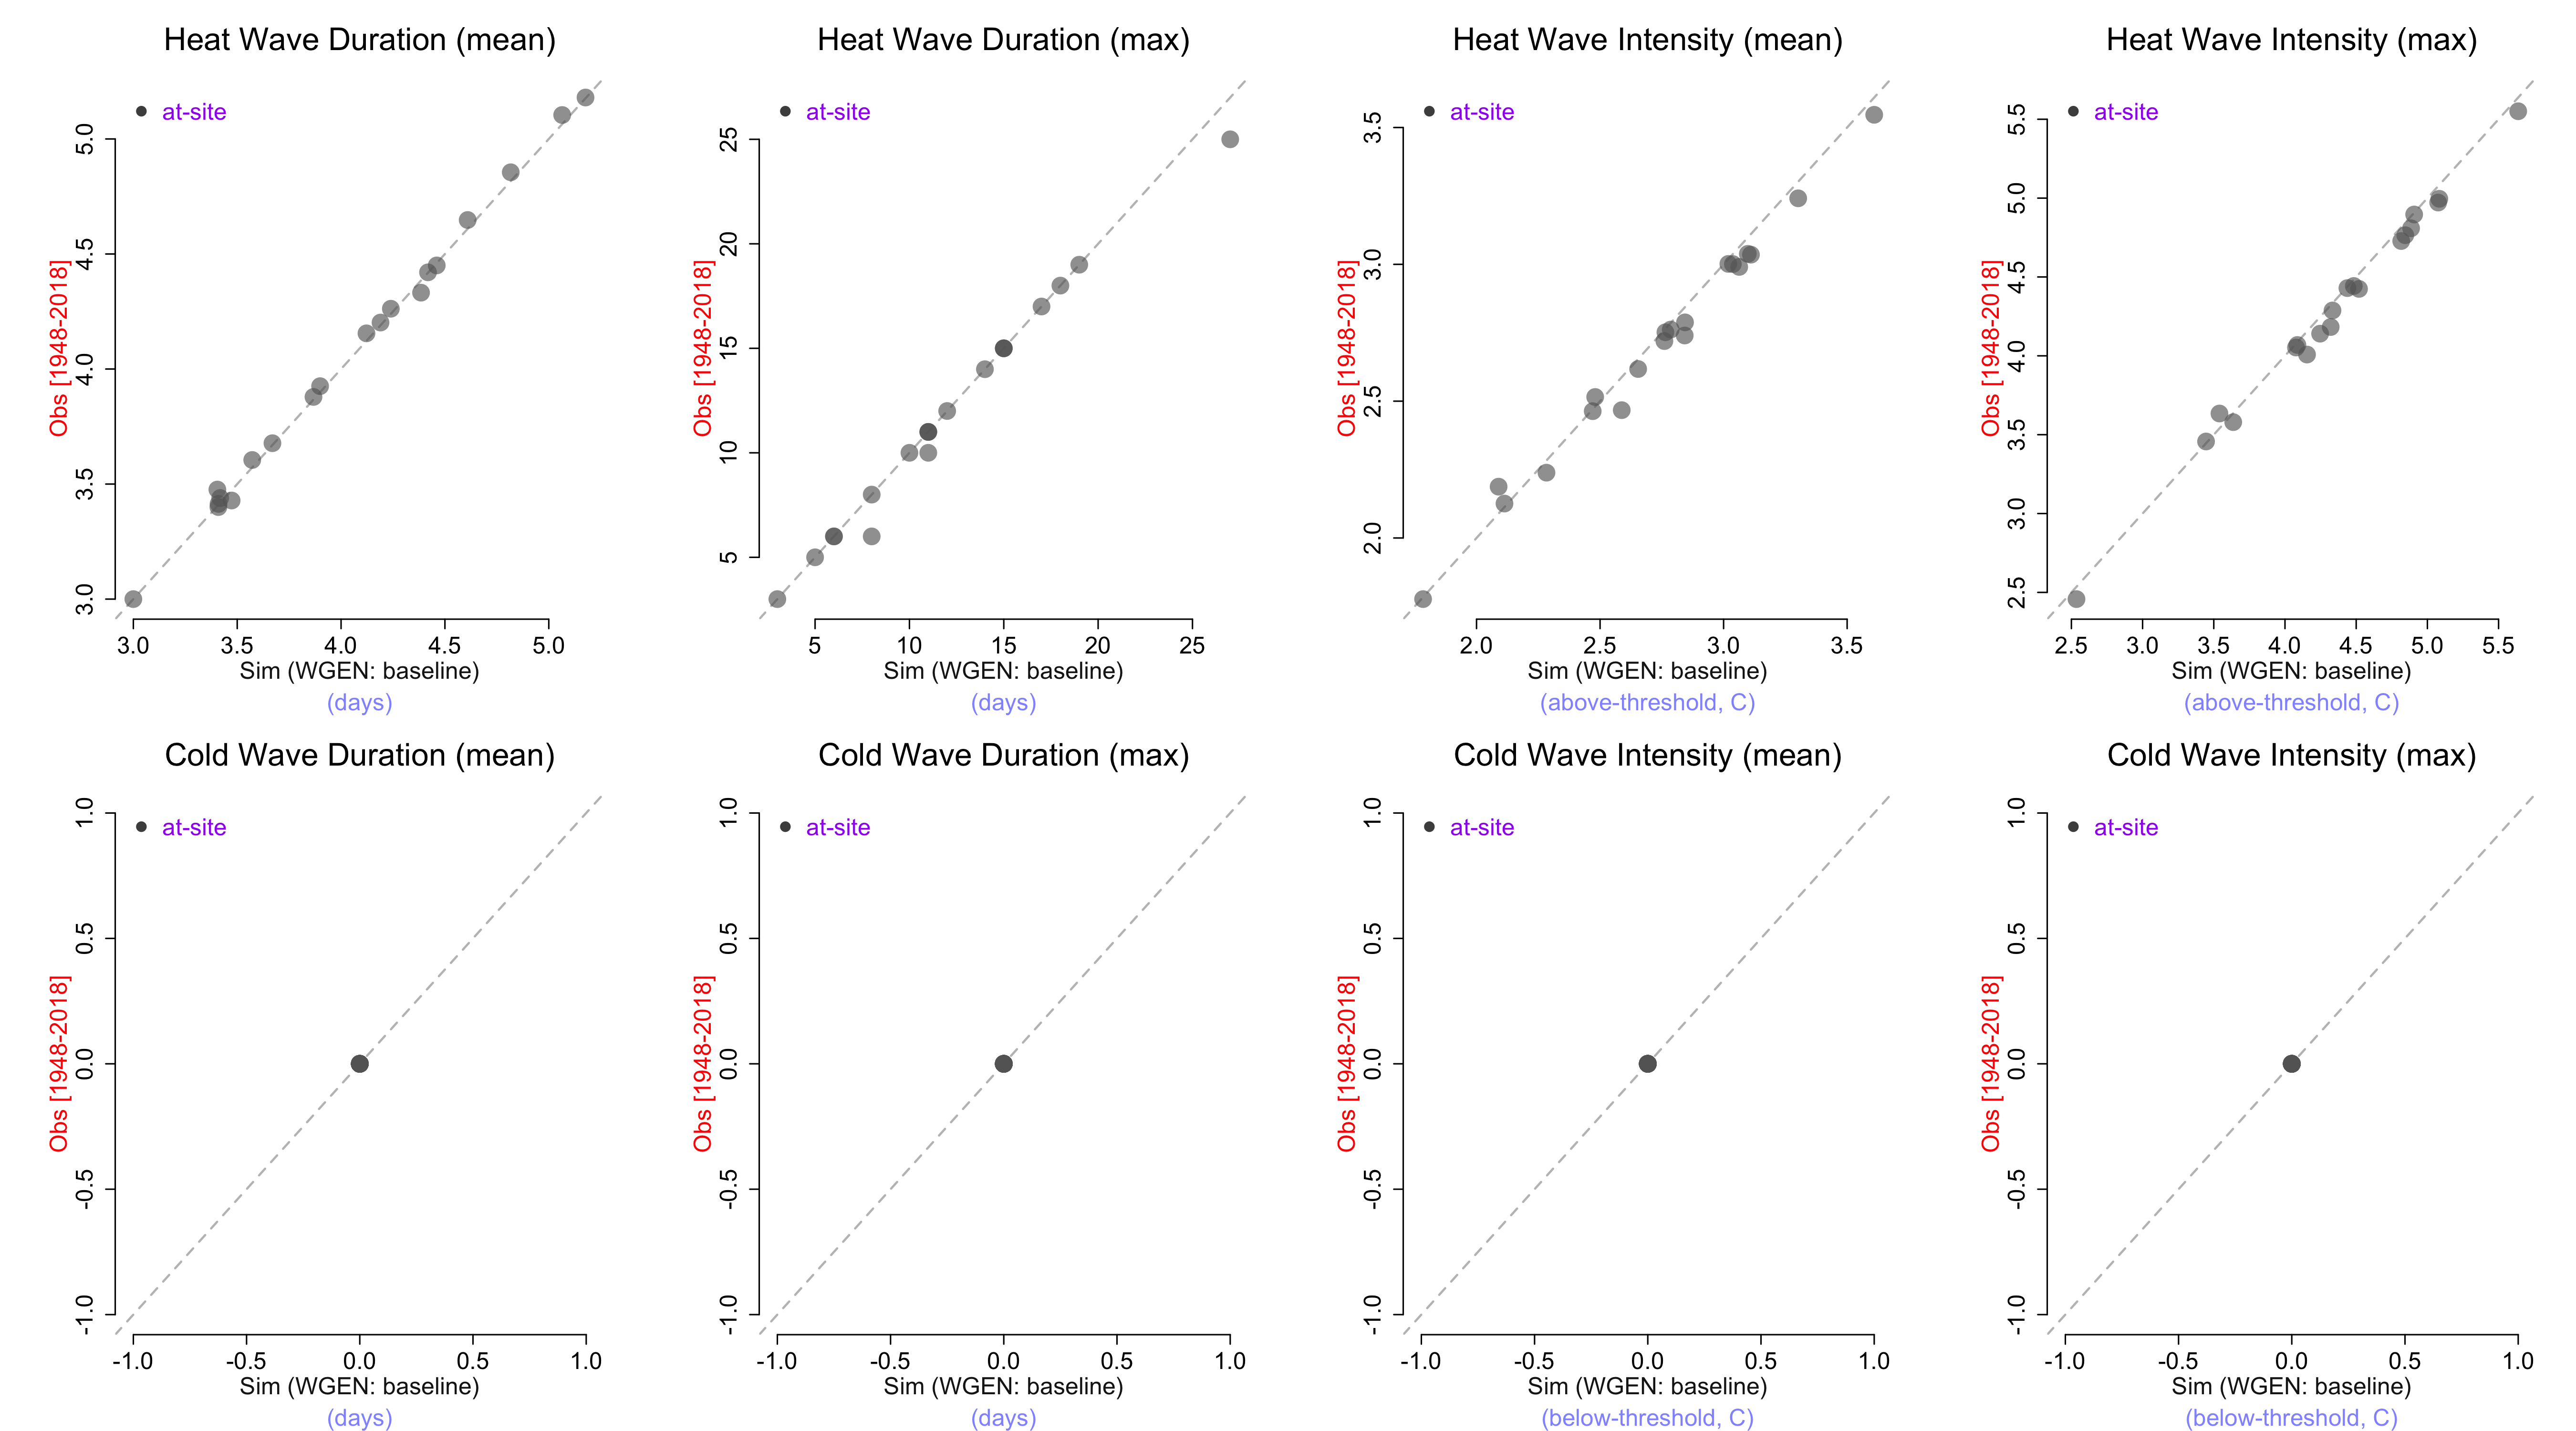 Heat Wave Duration (mean)
at-site
Obs [1948-2018]
5.0
4.5
4.0
3.5
3.0
3.0 3.5 4.0 4.5 5.0
Sim (WGEN: baseline)
(days)
Heat Wave Duration (max)
at-site
Obs [1948-2018]
25
20
15
10
5
5 10 15 20 25
Sim (WGEN: baseline)
(days)
Heat Wave Intensity (mean)
at-site
Obs [1948-2018]
3.5
3.0
2.5
2.0
2.0 2.5 3.0 3.5
Sim (WGEN: baseline)
(above-threshold, C)
Heat Wave Intensity (max)
at-site
Obs [1948-2018]
5.5
5.0
4.5
4.0
3.5
3.0
2.5
2.5 3.0 3.5 4.0 4.5 5.0 5.5
Sim (WGEN: baseline)
(above-threshold, C)
Cold Wave Duration (mean)
at-site
Obs [1948-2018]
1.0
0.5
0.0
-0.5
-1.0
-1.0 -0.5 0.0 0.5 1.0
Sim (WGEN: baseline)
(days)
Cold Wave Duration (max)
at-site
Obs [1948-2018]
1.0
0.5
0.0
-0.5
-1.0
-1.0 -0.5 0.0 0.5 1.0
Sim (WGEN: baseline)
(days)
Cold Wave Intensity (mean)
at-site
Obs [1948-2018]
1.0
0.5
0.0
-0.5
-1.0
-1.0 -0.5 0.0 0.5 1.0
Sim (WGEN: baseline)
(below-threshold, C)
Cold Wave Intensity (max)
at-site
Obs [1948-2018]
1.0
0.5
0.0
-0.5
-1.0
-1.0 -0.5 0.0 0.5 1.0
Sim (WGEN: baseline)
(below-threshold, C)